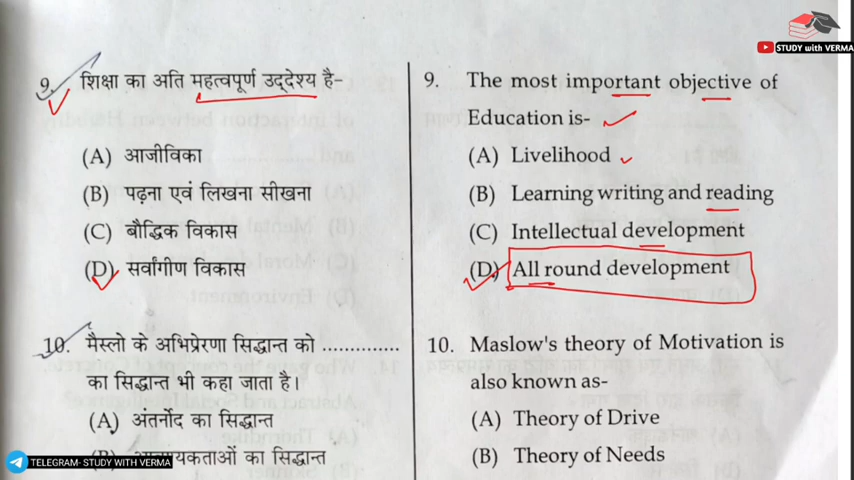 STUDY with VERMA
9. शिक्षा का अति महत्वपूर्ण उद्देश्य है-
(A) आजीविका
(B) पढ़ना एवं लिखना सीखना
(C) बौद्धिक विकास
(D) सर्वांगीण विकास
10. मैस्लो के अभिप्रेरणा सिद्धान्त को ..............
का सिद्धान्त भी कहा जाता है।
(A) अंतर्नोद का सिद्धान्त
का सिद्धान्त
9. The most important objective of
Education is-
(A) Livelihood
(B) Learning writing and reading
(C) Intellectual development
(D) All round development
10. Maslow's theory of Motivation is
also known as-
(A) Theory of Drive
(B) Theory of Needs
TELEGRAM- STUDY WITH VERMA